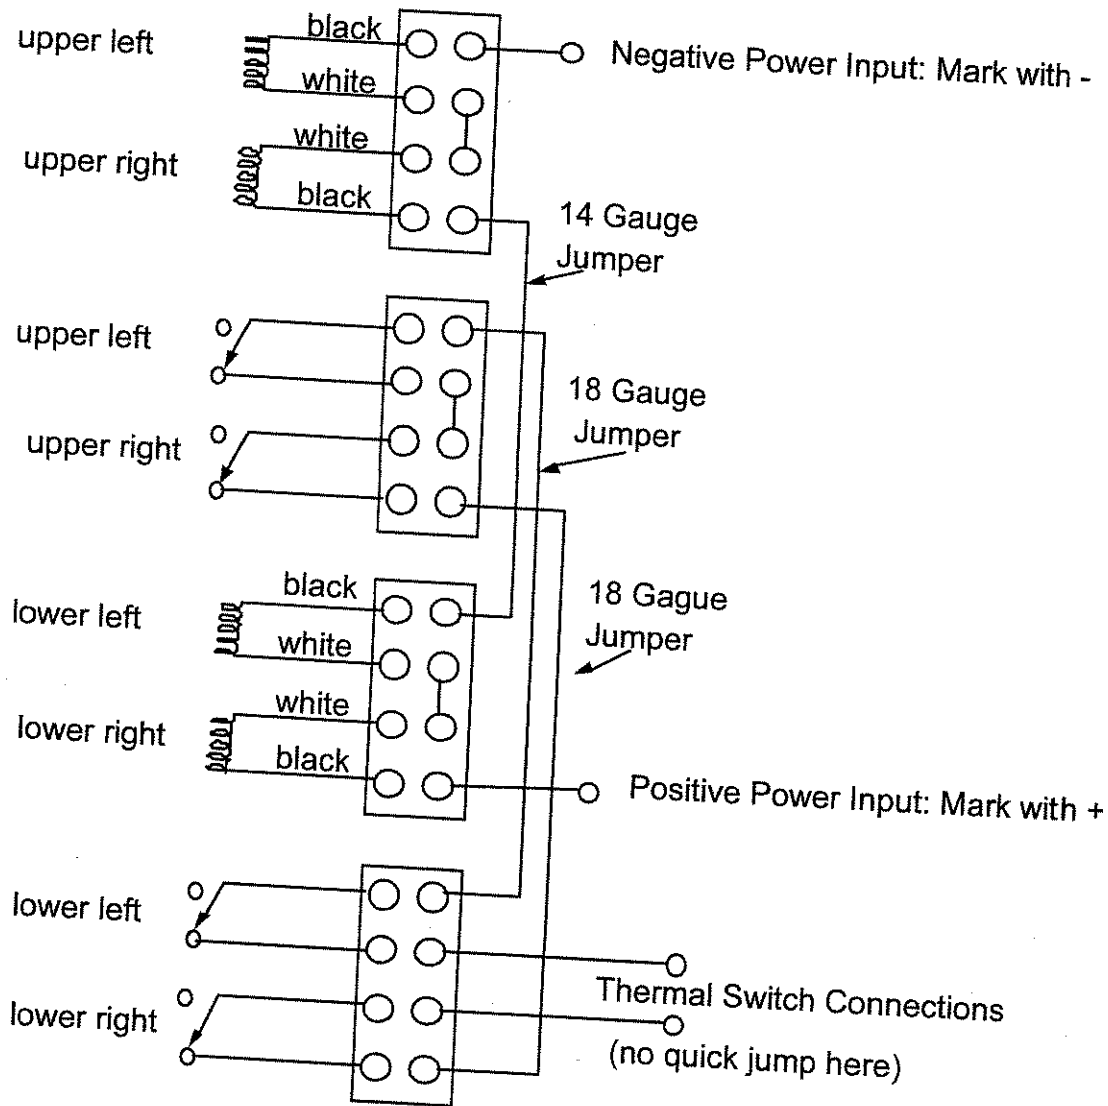 upper left
black
Negative Power Input: Mark with -
white
upper right
white
black
14 Gauge
Jumper
upper left
18 Gauge
Jumper
upper right
lower left
black
18 Gague
Jumper
white
lower right
white
black
Positive Power Input: Mark with +
lower left
Thermal Switch Connections
lower right
(no quick jump here)